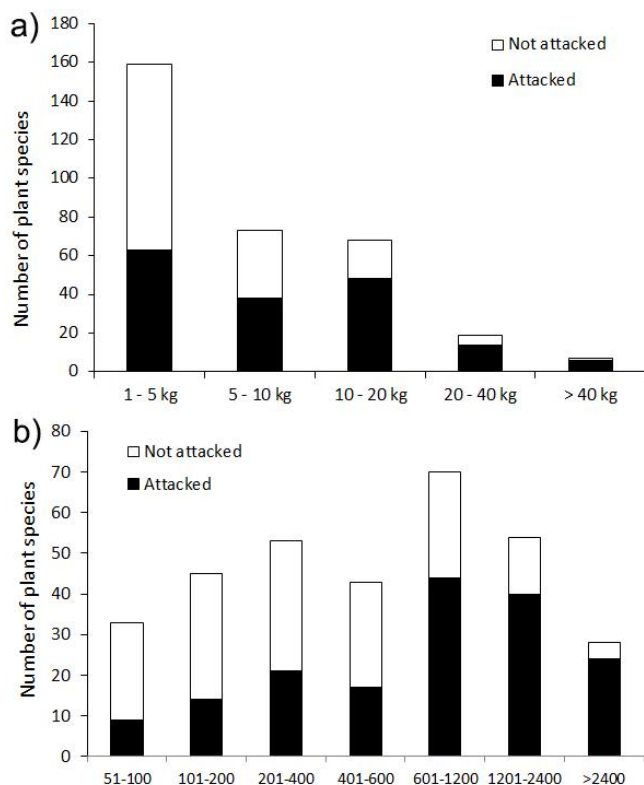 a)
180
160
140
120
100
80
60
40
20
0
Number of plant species
Not attacked
Attacked
1 - 5 kg 5 - 10 kg 10 - 20 kg 20 - 40 kg > 40 kg
b)
80
70
60
50
40
30
20
10
0
Number of plant species
Not attacked
Attacked
51-100 101-200 201-400 401-600 601-1200 1201-2400 >2400